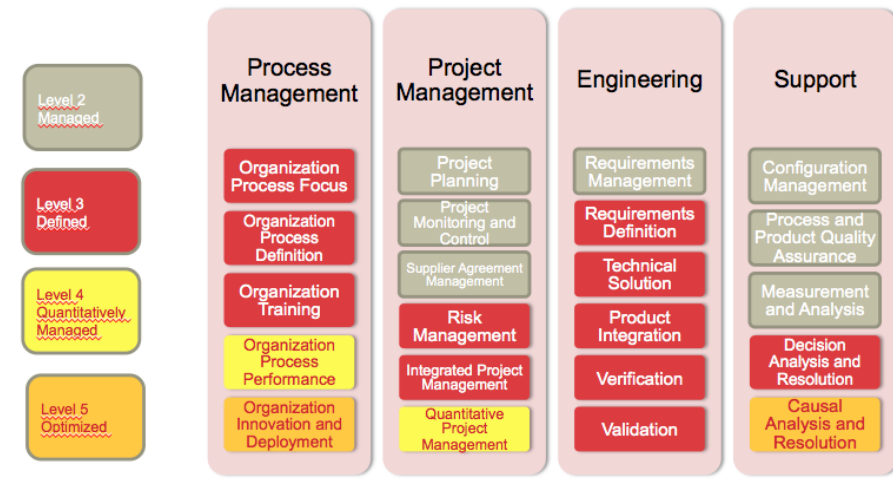 Level 2
Managed
Level 3
Defined
Level 4
Quantitatively
Managed
Level 5
Optimized
Process
Management
Organization
Process Focus
Organization
Process
Definition
Organization
Training
Organization
Process
Performance
Organization
Innovation and
Deployment
Project
Management
Project
Planning
Project
Monitoring and
Control
Supplier Agreement
Management
Risk
Management
Integrated Project
Management
Quantitative
Project
Management
Engineering
Requirements
Management
Requirements
Definition
Technical
Solution
Product
Integration
Verification
Validation
Support
Configuration
Management
Process and
Product Quality
Assurance
Measurement
and Analysis
Decision
Analysis and
Resolution
Causal
Analysis and
Resolution